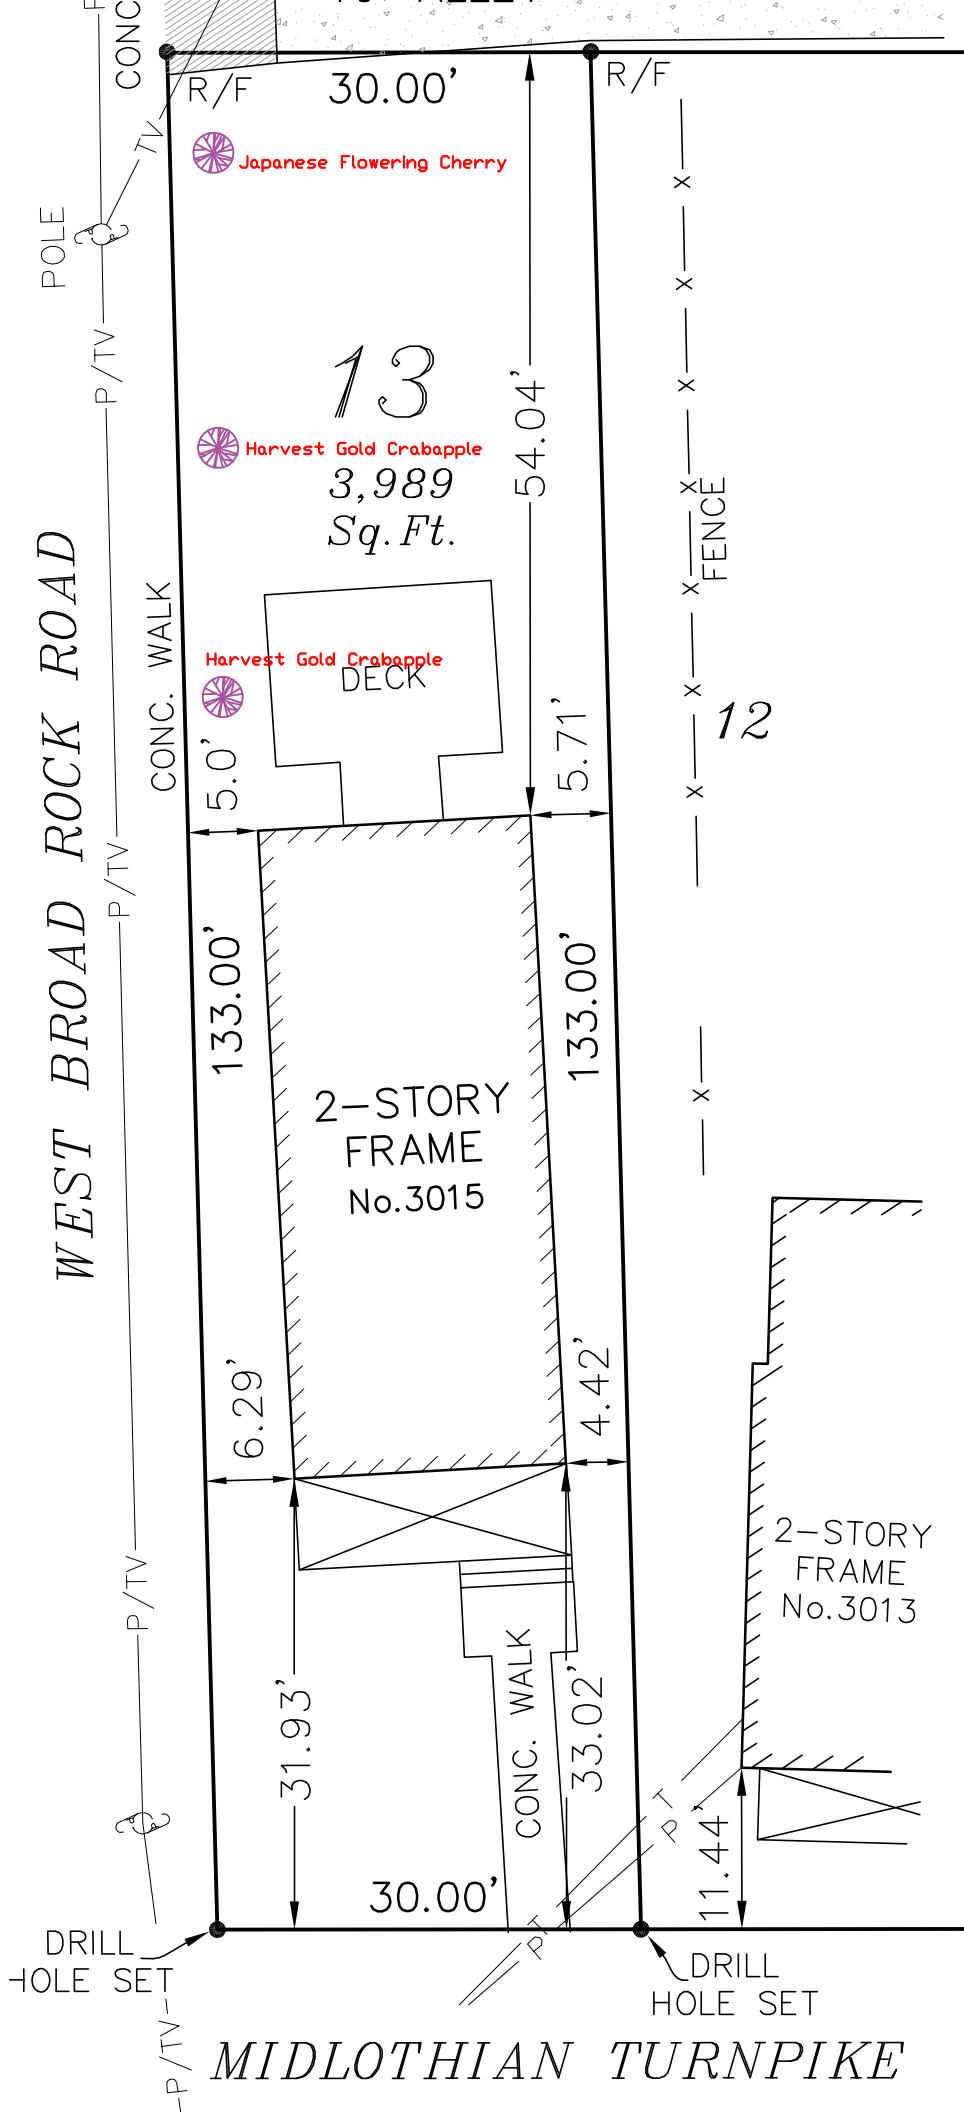 CONC
R/F
30.00'
R/F
TV
Japanese Flowering Cherry
POLE
P/TV
13
54.04'
Harvest Gold Crabapple
3,989
Sq.Ft.
FENCE
WEST BROAD ROCK ROAD
CONC. WALK
Harvest Gold Crabapple
DECK
12
5.0'
5.71'
P/TV
133.00'
133.00'
2-STORY
FRAME
No.3015
6.29'
4.42'
2-STORY
FRAME
No.3013
P/TV
CONC. WALK
31.93'
33.02'
T
P
11.44'
30.00'
T
P
DRILL
HOLE SET
DRILL
HOLE SET
P/TV
MIDLOTHIAN TURNPIKE